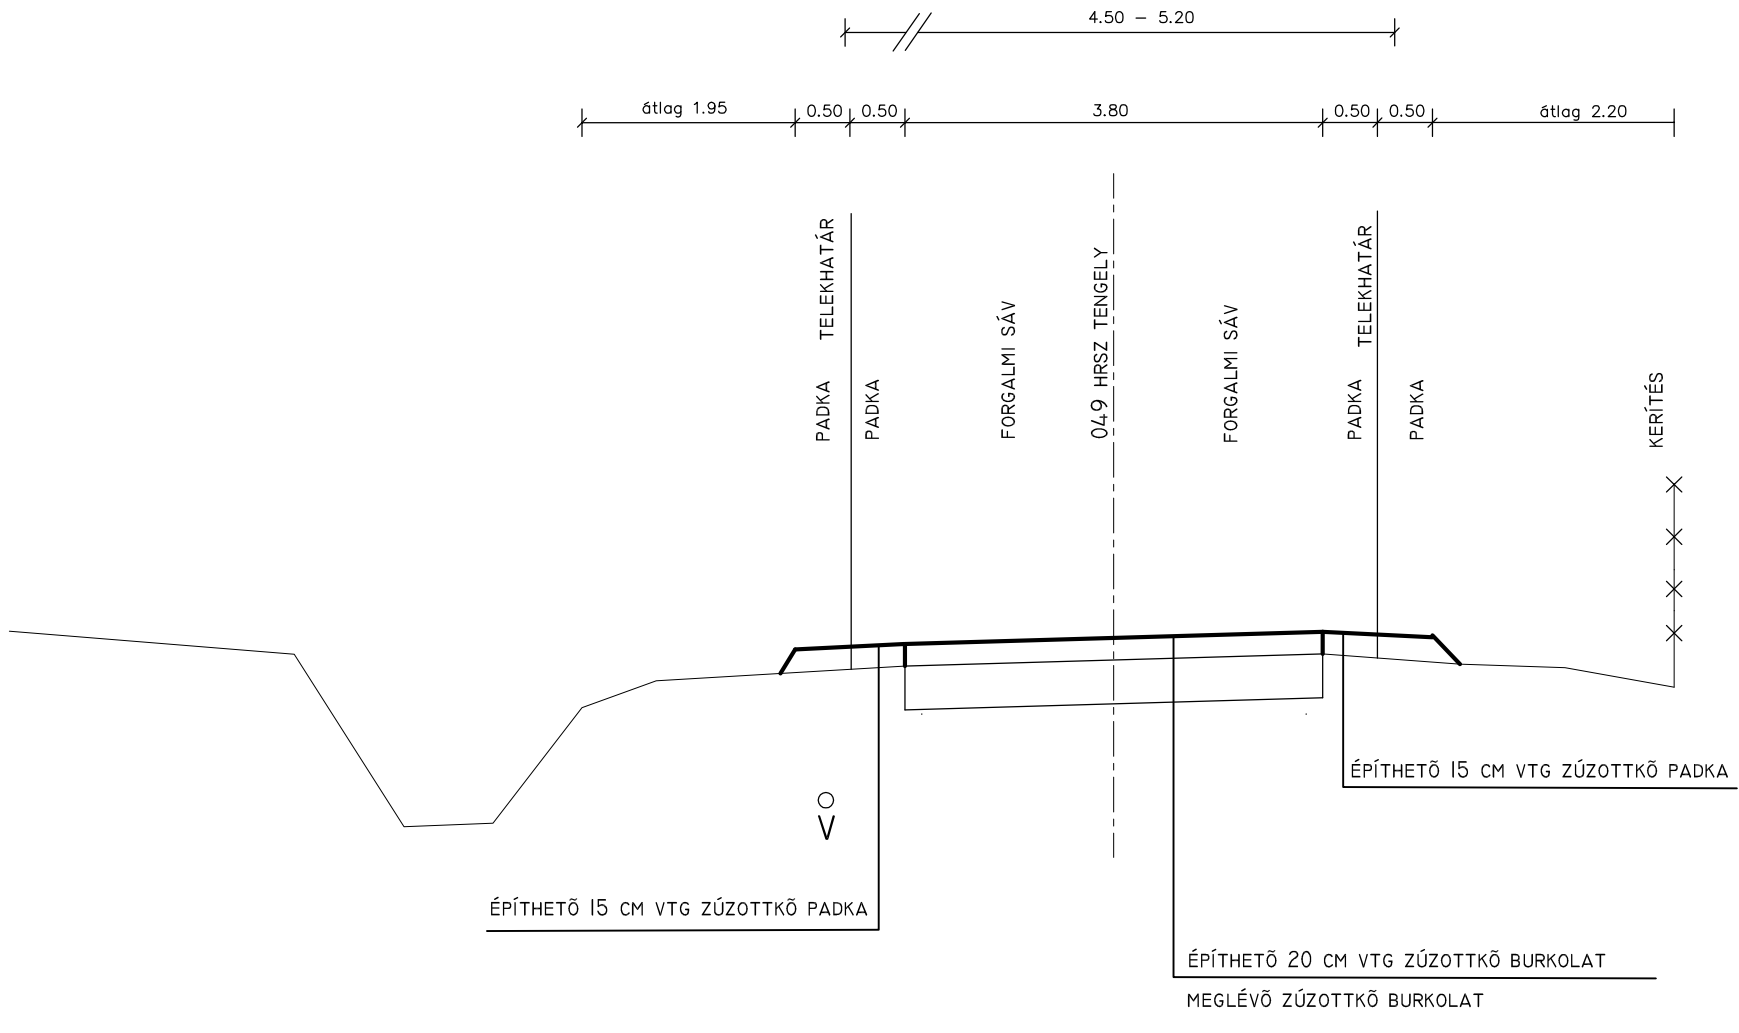 4.50 – 5.20
átlag 1.95
0.50
0.50
3.80
0.50
0.50
átlag 2.20
TELEKHATÁR
PADKA
PADKA
FORGALMI SÁV
049 HRSZ TENGELY
FORGALMI SÁV
TELEKHATÁR
PADKA
PADKA
KERÍTÉS
ÉPÍTHETÕ 15 CM VTG ZÚZOTTKÕ PADKA
V
ÉPÍTHETÕ 15 CM VTG ZÚZOTTKÕ PADKA
ÉPÍTHETÕ 20 CM VTG ZÚZOTTKÕ BURKOLAT
MEGLÉVÕ ZÚZOTTKÕ BURKOLAT